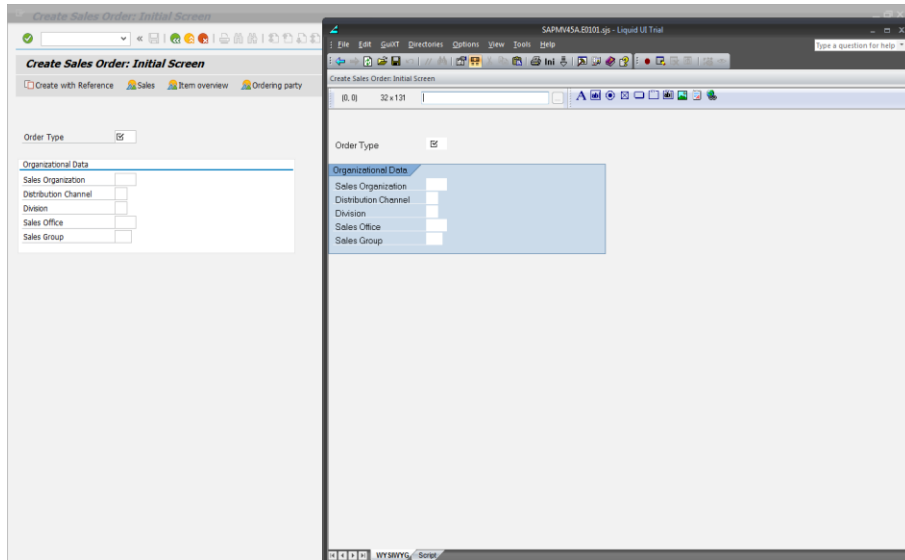 Create Sales Order: Initial Screen
Create Sales Order: Initial Screen
Create with Reference Sales Item overview Ordering party
Order Type
Organizational Data
Sales Organization
Distribution Channel
Division
Sales Office
Sales Group
SAPMV45A.E0101.sjs - Liquid UI Trial
File Edit GuiXT Directories Options View Tools Help
Type a question for help
Ini
Create Sales Order: Initial Screen
(0, 0) 32 x 131
A ab
Order Type
Organizational Data
Sales Organization
Distribution Channel
Division
Sales Office
Sales Group
WYSIWYG Script